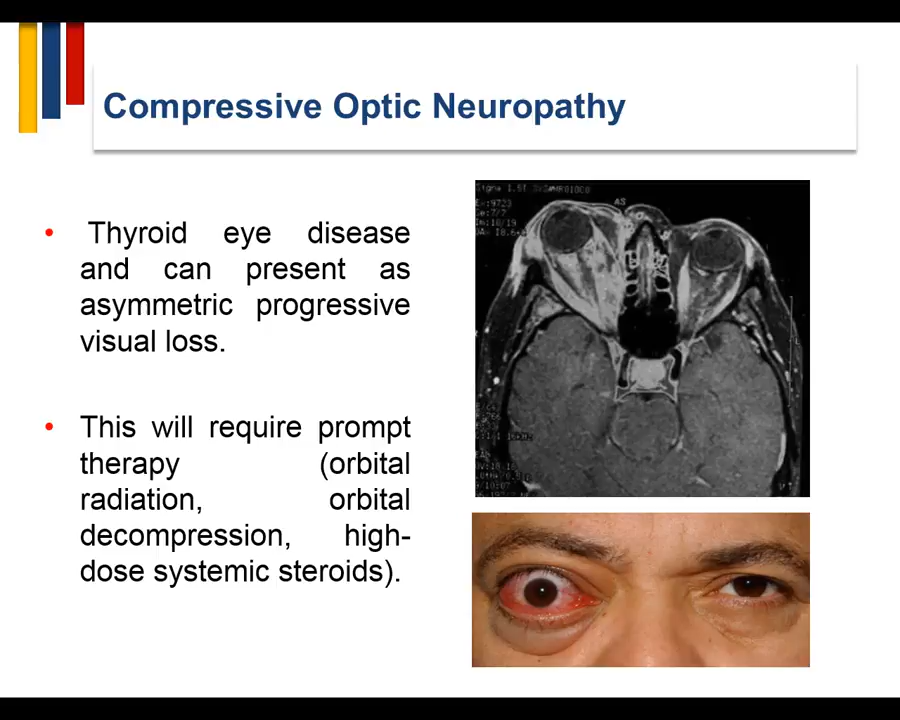 Compressive Optic Neuropathy
• Thyroid eye disease
and can present as
asymmetric progressive
visual loss.
• This will require prompt
therapy (orbital
radiation, orbital
decompression, high-
dose systemic steroids).
AS